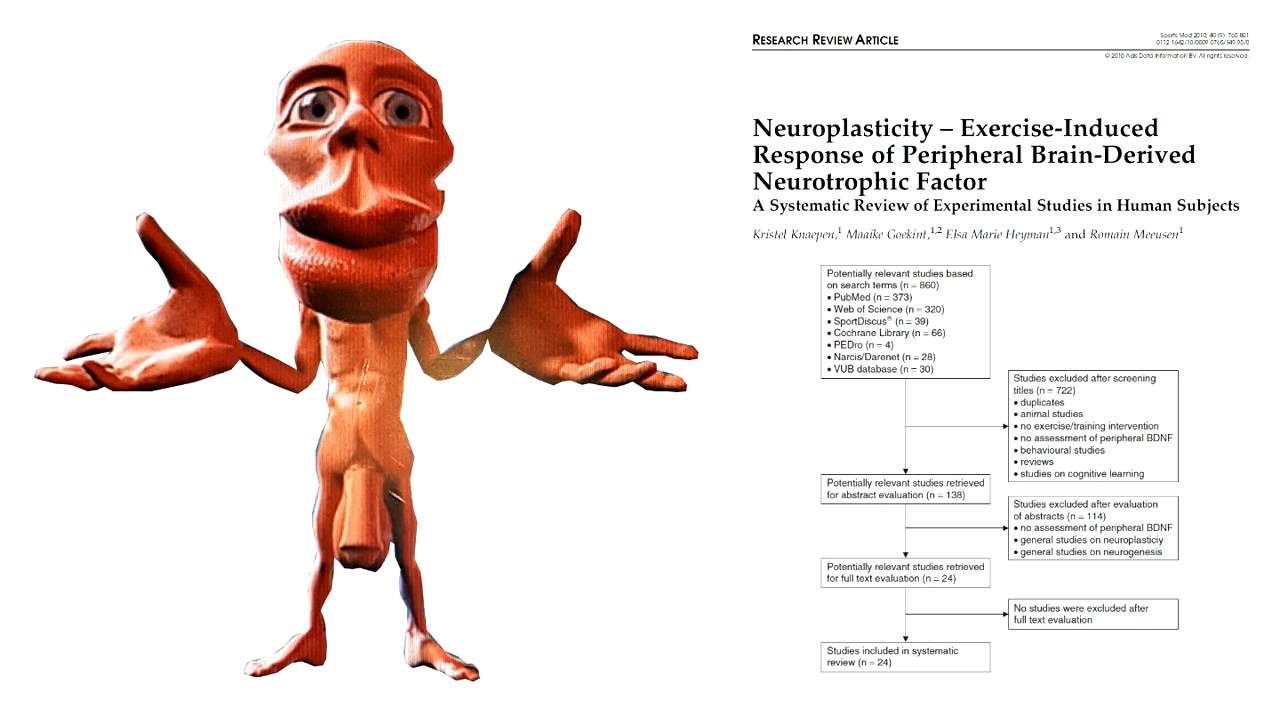 RESEARCH REVIEW ARTICLE
Sports Med 2010; 40 (9): 765-801
0112-1642/10/0009-0765/$49.95/0
© 2010 Adis Data Information BV. All rights reserved.
Neuroplasticity – Exercise-Induced
Response of Peripheral Brain-Derived
Neurotrophic Factor
A Systematic Review of Experimental Studies in Human Subjects
Kristel Knaepen,¹ Maaike Goekint,¹,² Elsa Marie Heyman¹,³ and Romain Meeusen¹
Potentially relevant studies based
on search terms (n = 860)
• PubMed (n = 373)
• Web of Science (n = 320)
• SportDiscus® (n = 39)
• Cochrane Library (n = 66)
• PEDro (n = 4)
• Narcis/Darenet (n = 28)
• VUB database (n = 30)
Studies excluded after screening
titles (n = 722)
• duplicates
• animal studies
• no exercise/training intervention
• no assessment of peripheral BDNF
• behavioural studies
• reviews
• studies on cognitive learning
Potentially relevant studies retrieved
for abstract evaluation (n = 138)
Studies excluded after evaluation
of abstracts (n = 114)
• no assessment of peripheral BDNF
• general studies on neuroplasticiy
• general studies on neurogenesis
Potentially relevant studies retrieved
for full text evaluation (n = 24)
No studies were excluded after
full text evaluation
Studies included in systematic
review (n = 24)